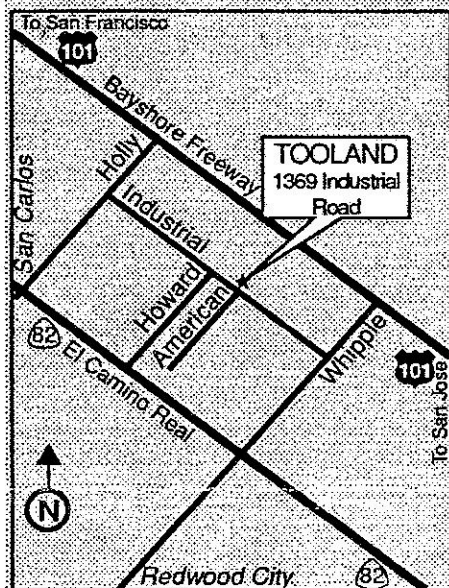 To San Francisco
101
Bayshore Freeway
Holly
San Carlos
Industrial
TOOLAND
1369 Industrial
Road
Howard
American
Whipple
82
El Camino Real
101
To San Jose
N
Redwood City
82